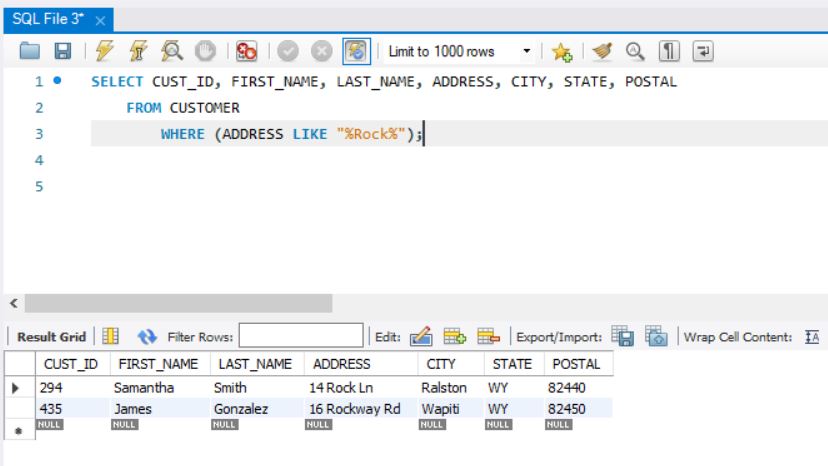 SQL File 3* ×
Limit to 1000 rows
1 SELECT CUST_ID, FIRST_NAME, LAST_NAME, ADDRESS, CITY, STATE, POSTAL
2 FROM CUSTOMER
3 WHERE (ADDRESS LIKE "%Rock%");
4
5
Result Grid Filter Rows: Edit: Export/Import: Wrap Cell Content: IA
CUST_ID FIRST_NAME LAST_NAME ADDRESS CITY STATE POSTAL
294 Samantha Smith 14 Rock Ln Ralston WY 82440
435 James Gonzalez 16 Rockway Rd Wapiti WY 82450
NULL NULL NULL NULL NULL NULL NULL